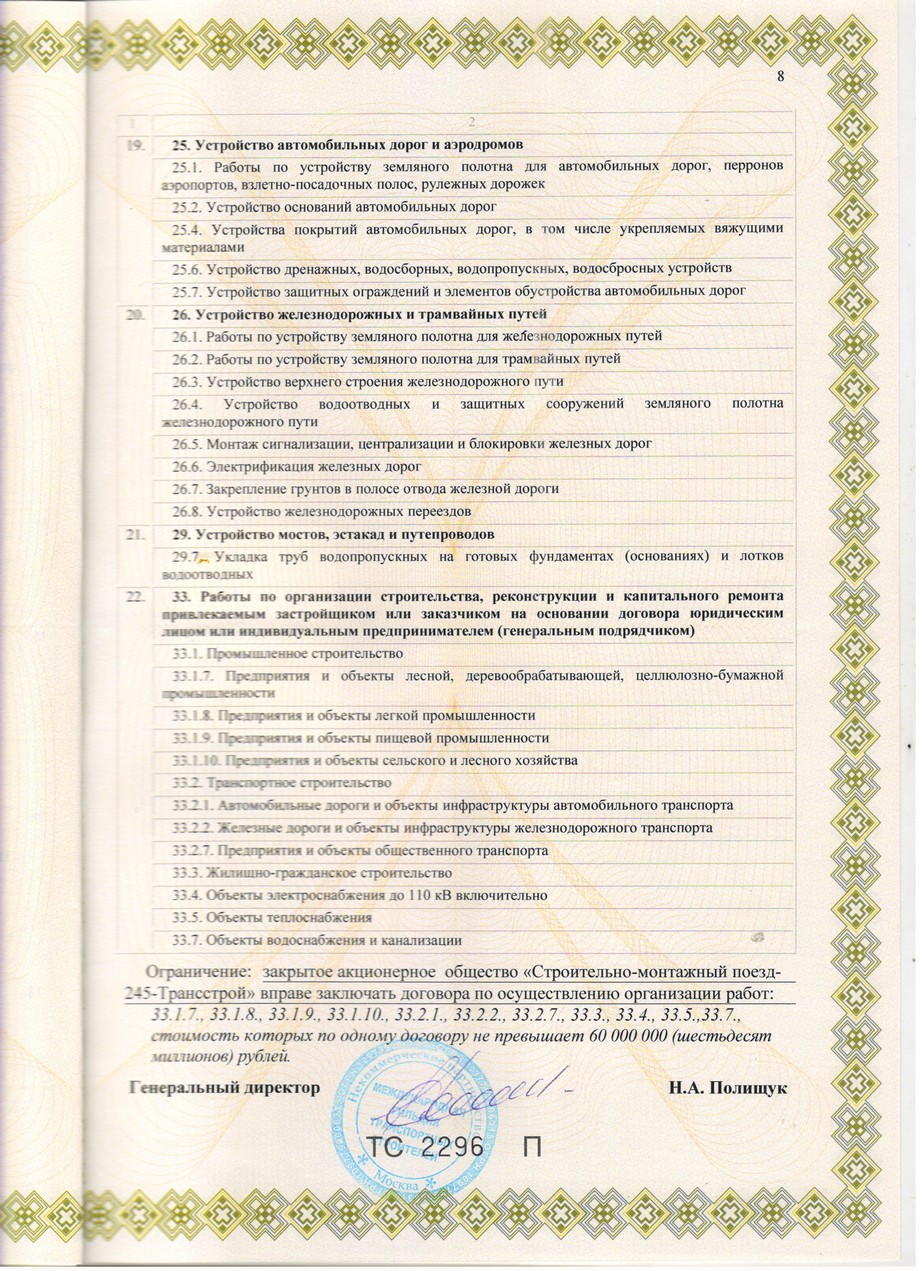 8
1 2
19. 25. Устройство автомобильных дорог и аэродромов
25.1. Работы по устройству земляного полотна для автомобильных дорог, перронов
аэропортов, взлетно-посадочных полос, рулежных дорожек
25.2. Устройство оснований автомобильных дорог
25.4. Устройства покрытий автомобильных дорог, в том числе укрепляемых вяжущими
материалами
25.6. Устройство дренажных, водосборных, водопропускных, водосбросных устройств
25.7. Устройство защитных ограждений и элементов обустройства автомобильных дорог
20. 26. Устройство железнодорожных и трамвайных путей
26.1. Работы по устройству земляного полотна для железнодорожных путей
26.2. Работы по устройству земляного полотна для трамвайных путей
26.3. Устройство верхнего строения железнодорожного пути
26.4. Устройство водоотводных и защитных сооружений земляного полотна
железнодорожного пути
26.5. Монтаж сигнализации, централизации и блокировки железных дорог
26.6. Электрификация железных дорог
26.7. Закрепление грунтов в полосе отвода железной дороги
26.8. Устройство железнодорожных переездов
21. 29. Устройство мостов, эстакад и путепроводов
29.7. Укладка труб водопропускных на готовых фундаментах (основаниях) и лотков
водоотводных
22. 33. Работы по организации строительства, реконструкции и капитального ремонта
привлекаемым застройщиком или заказчиком на основании договора юридическим
лицом или индивидуальным предпринимателем (генеральным подрядчиком)
33.1. Промышленное строительство
33.1.7. Предприятия и объекты лесной, деревообрабатывающей, целлюлозно-бумажной
промышленности
33.1.8. Предприятия и объекты легкой промышленности
33.1.9. Предприятия и объекты пищевой промышленности
33.1.10. Предприятия и объекты сельского и лесного хозяйства
33.2. Транспортное строительство
33.2.1. Автомобильные дороги и объекты инфраструктуры автомобильного транспорта
33.2.2. Железные дороги и объекты инфраструктуры железнодорожного транспорта
33.2.7. Предприятия и объекты общественного транспорта
33.3. Жилищно-гражданское строительство
33.4. Объекты электроснабжения до 110 кВ включительно
33.5. Объекты теплоснабжения
33.7. Объекты водоснабжения и канализации
Ограничение: закрытое акционерное общество «Строительно-монтажный поезд-
245-Трансстрой» вправе заключать договора по осуществлению организации работ:
33.1.7., 33.1.8., 33.1.9., 33.1.10., 33.2.1., 33.2.2., 33.2.7., 33.3., 33.4., 33.5.,33.7.,
стоимость которых по одному договору не превышает 60 000 000 (шестьдесят
миллионов) рублей.
Генеральный директор Н.А. Полищук
Некоммерческое
ТРАНСПОРТНЫХ
СТРОИТЕЛЕЙ
Москва
ТС 2296 П